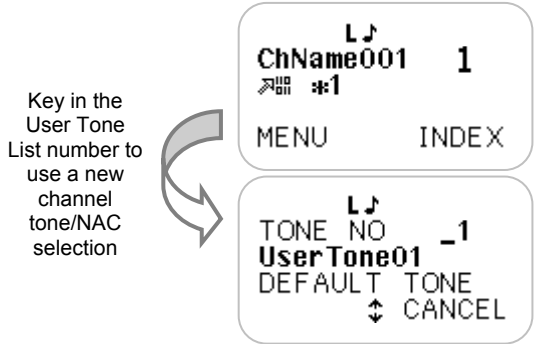 Key in the
User Tone
List number to
use a new
channel
tone/NAC
selection
L♪
ChName001 1
*1
MENU INDEX
L♪
TONE NO _1
UserTone01
DEFAULT TONE
CANCEL